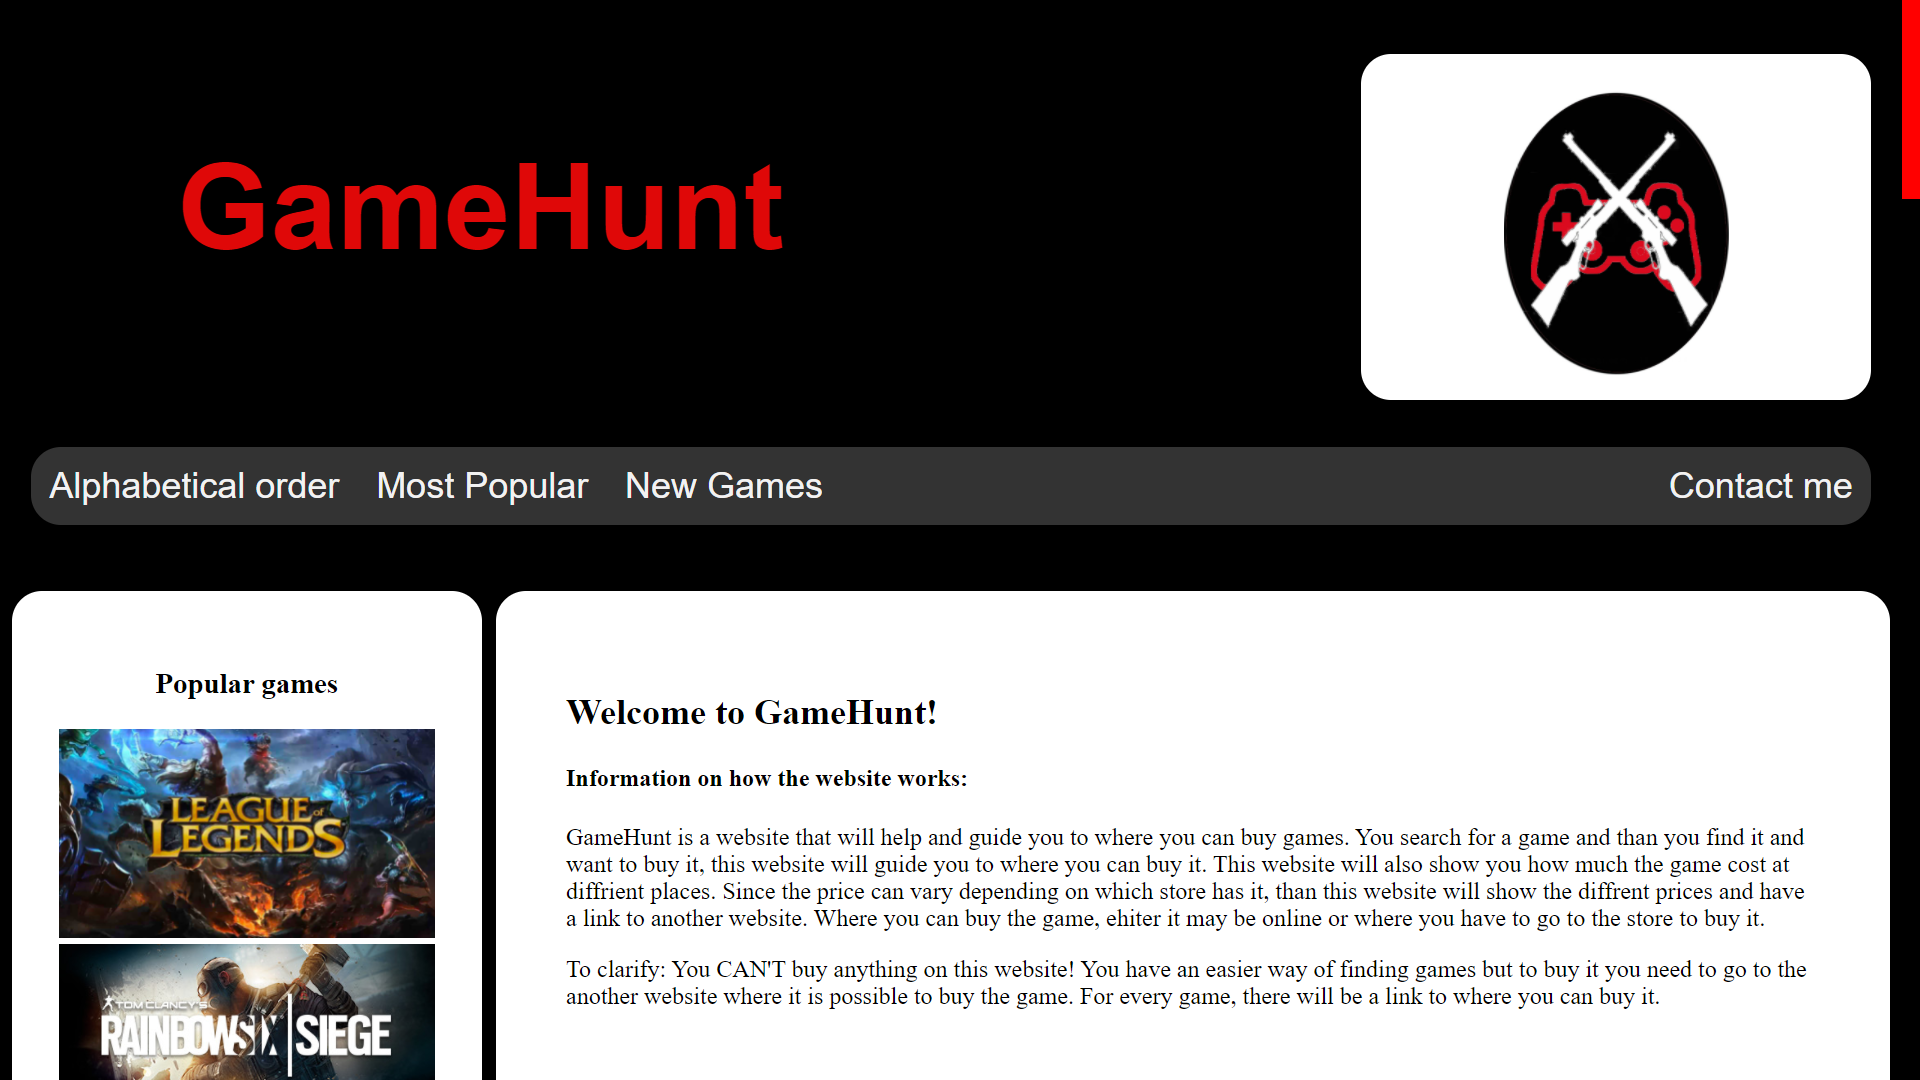 GameHunt
Alphabetical order Most Popular New Games Contact me
Popular games
LEAGUE of
LEGENDS
TOM CLANCY'S
RAINBOW SIX | SIEGE
Welcome to GameHunt!
Information on how the website works:
GameHunt is a website that will help and guide you to where you can buy games. You search for a game and than you find it and
want to buy it, this website will guide you to where you can buy it. This website will also show you how much the game cost at
diffrient places. Since the price can vary depending on which store has it, than this website will show the diffrent prices and have
a link to another website. Where you can buy the game, ehiter it may be online or where you have to go to the store to buy it.
To clarify: You CAN'T buy anything on this website! You have an easier way of finding games but to buy it you need to go to the
another website where it is possible to buy the game. For every game, there will be a link to where you can buy it.